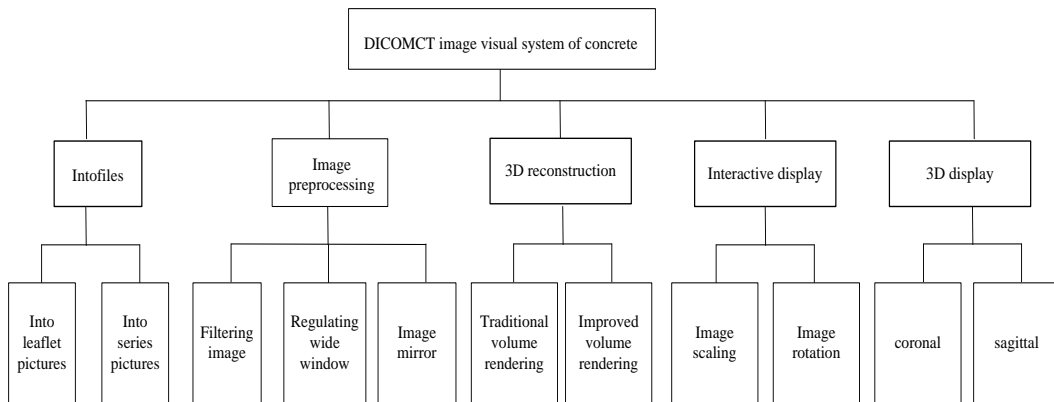 DICOMCT image visual system of concrete
Intofiles
Image
preprocessing
3D reconstruction
Interactive display
3D display
Into
leaflet
pictures
Into
series
pictures
Filtering
image
Regulating
wide
window
Image
mirror
Traditional
volume
rendering
Improved
volume
rendering
Image
scaling
Image
rotation
coronal
sagittal